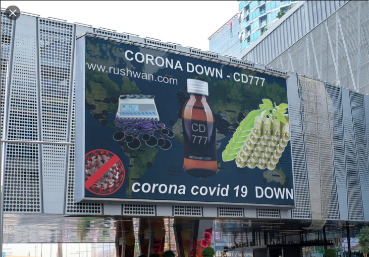 CORONA DOWN - CD777
www.rushwan.com
CD
777
corona covid 19 DOWN